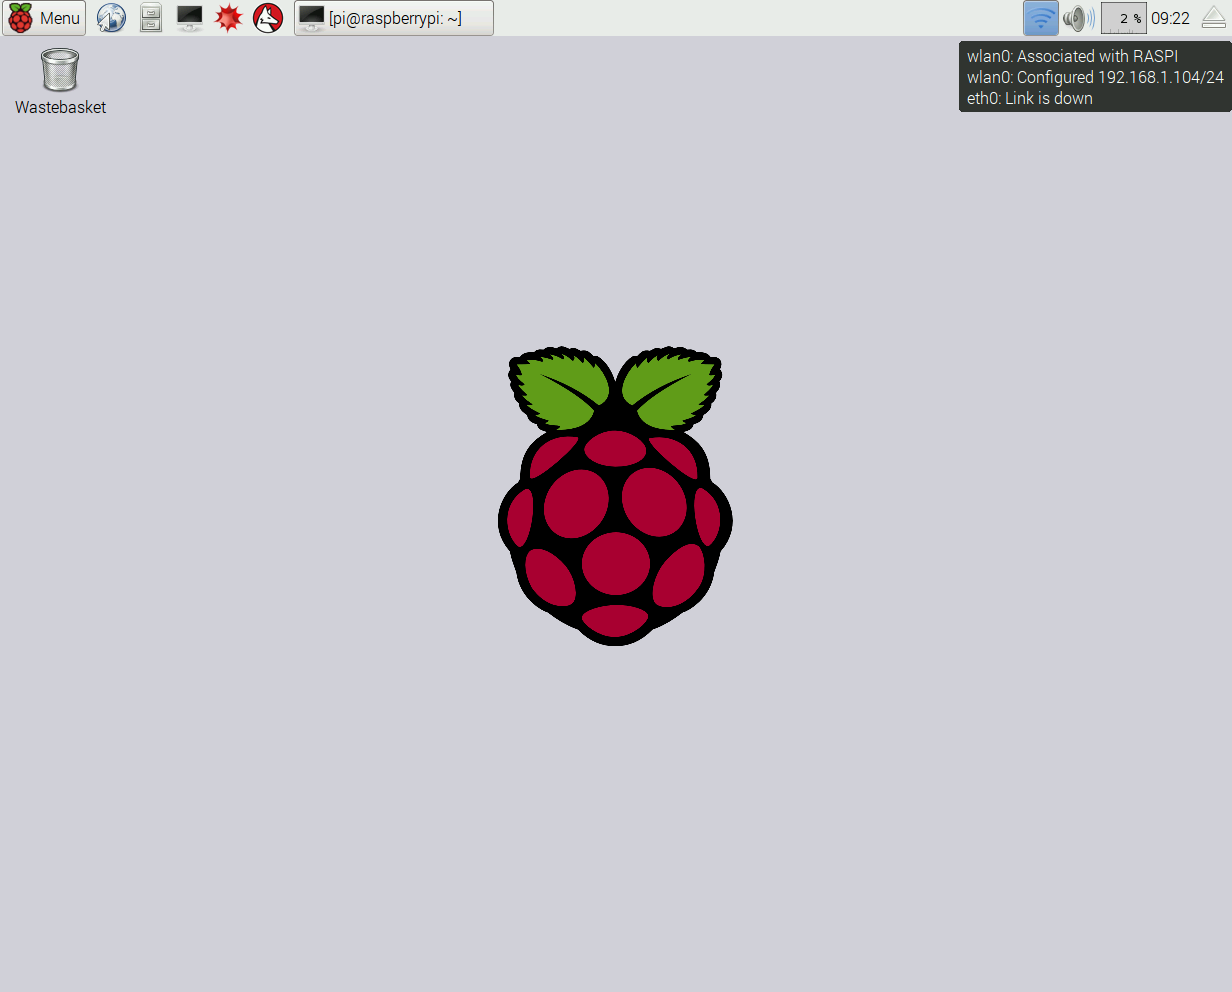 Menu
[pi@raspberrypi: ~]
2 %
09:22
wlan0: Associated with RASPI
wlan0: Configured 192.168.1.104/24
eth0: Link is down
Wastebasket